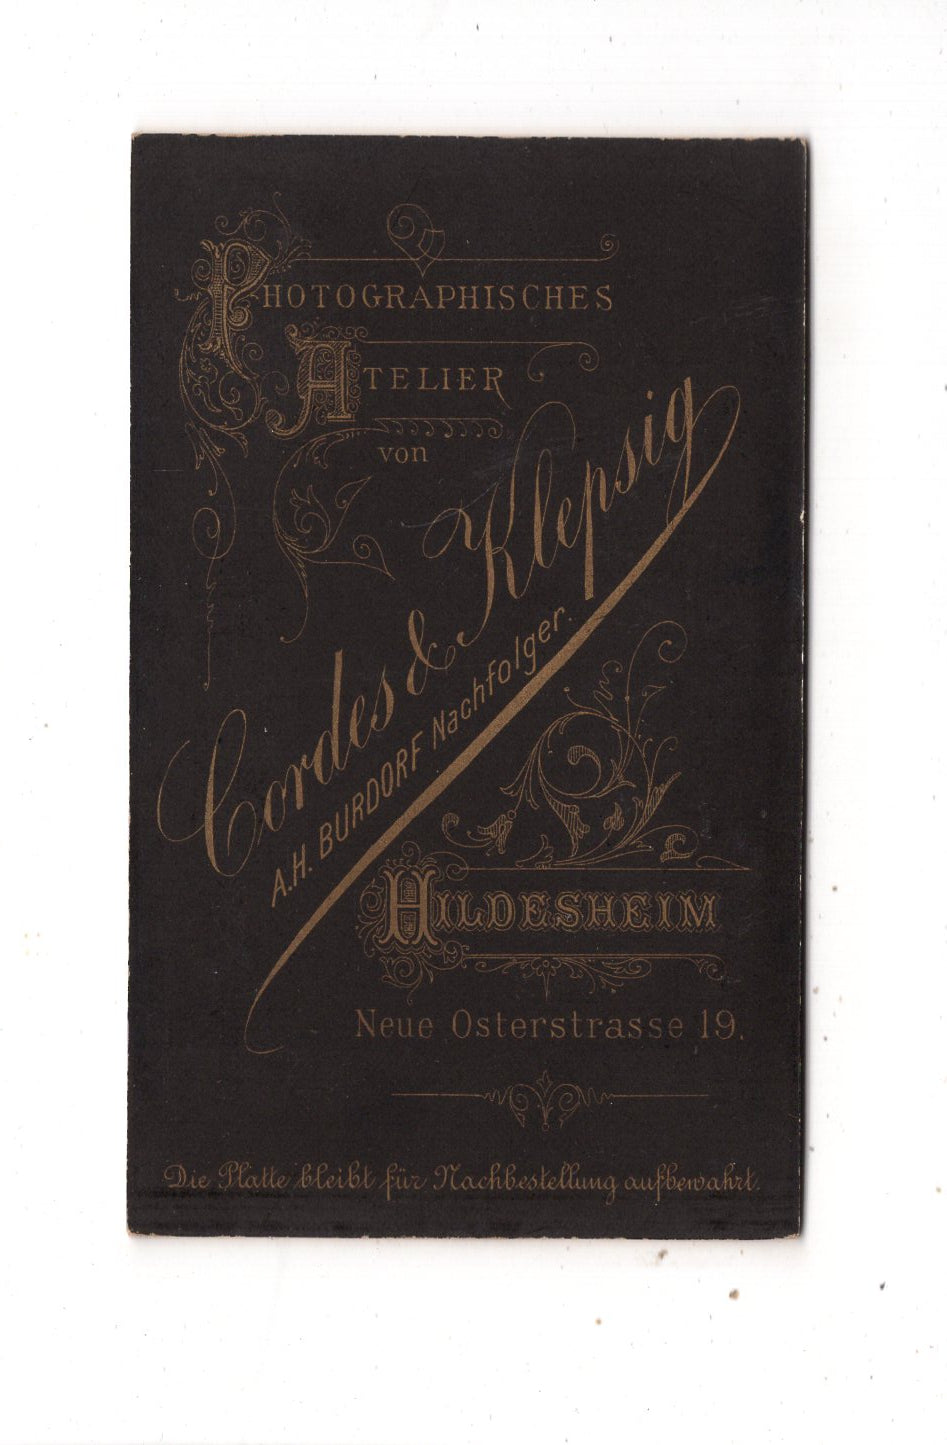 PHOTOGRAPHISCHES
ATELIER
von
Cordes & Klepsig
A.H. BURDORF Nachfolger.
HILDESHEIM
Neue Osterstrasse 19.
Die Platte bleibt für Nachbestellung aufbewahrt.